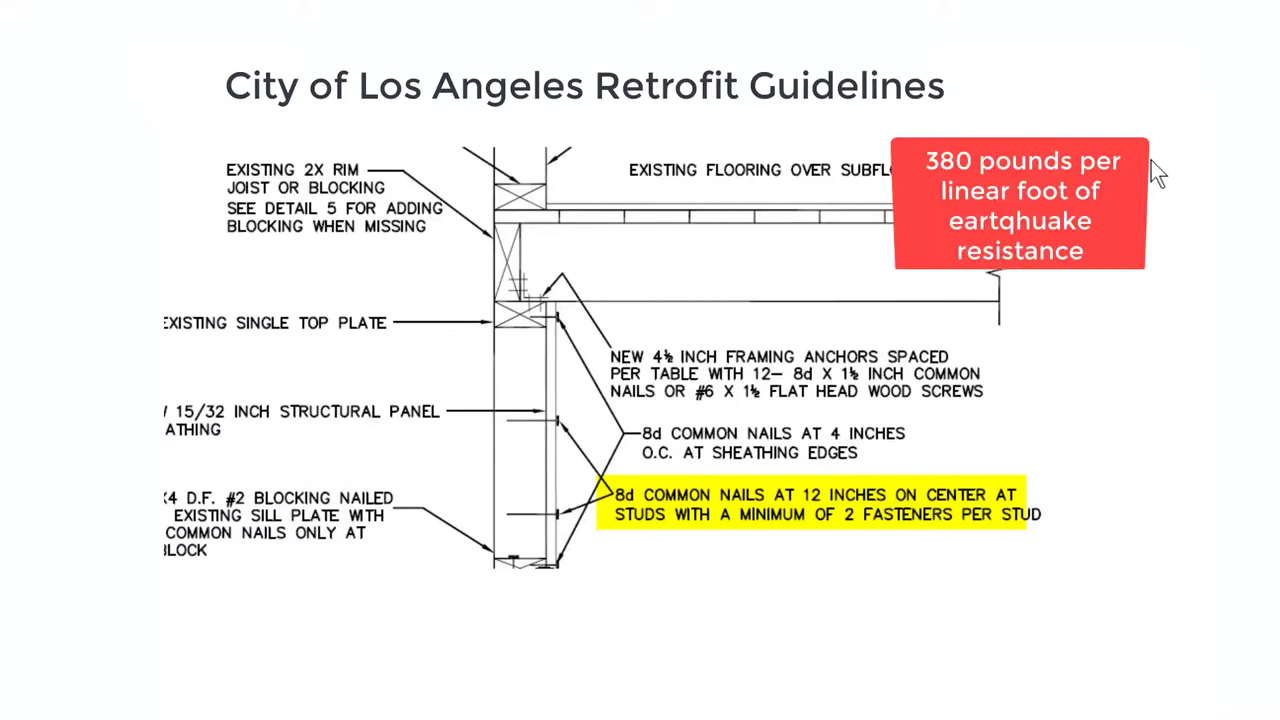 City of Los Angeles Retrofit Guidelines
EXISTING 2X RIM
JOIST OR BLOCKING
SEE DETAIL 5 FOR ADDING
BLOCKING WHEN MISSING
EXISTING FLOORING OVER SUBFL
380 pounds per
linear foot of
eartqhuake
resistance
EXISTING SINGLE TOP PLATE
NEW 4½ INCH FRAMING ANCHORS SPACED
PER TABLE WITH 12– 8d X 1½ INCH COMMON
NAILS OR #6 X 1½ FLAT HEAD WOOD SCREWS
15/32 INCH STRUCTURAL PANEL
ATHING
8d COMMON NAILS AT 4 INCHES
O.C. AT SHEATHING EDGES
X4 D.F. #2 BLOCKING NAILED
EXISTING SILL PLATE WITH
COMMON NAILS ONLY AT
BLOCK
8d COMMON NAILS AT 12 INCHES ON CENTER AT
STUDS WITH A MINIMUM OF 2 FASTENERS PER STUD